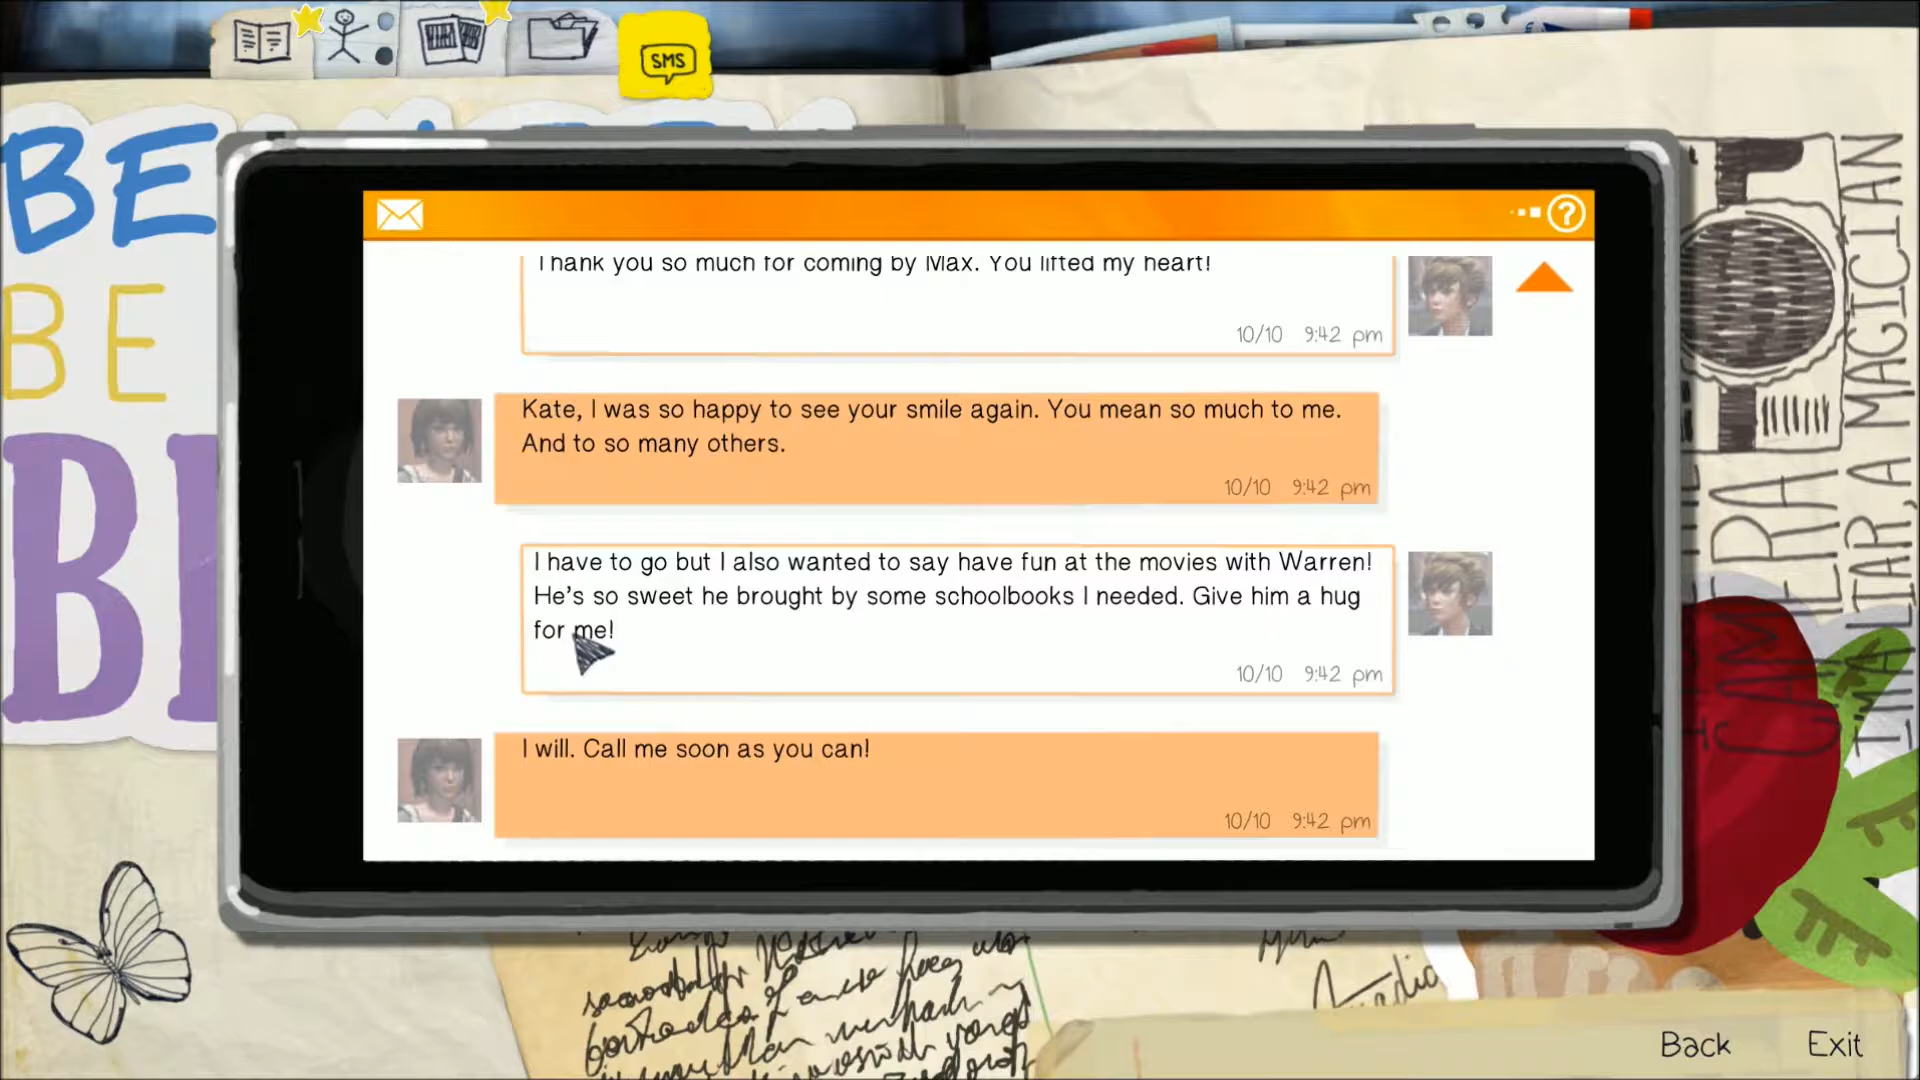 SMS
BE
BE
Thank you so much for coming by Max. You lifted my heart!
10/10 9:42 pm
Kate, I was so happy to see your smile again. You mean so much to me.
And to so many others.
10/10 9:42 pm
I have to go but I also wanted to say have fun at the movies with Warren!
He's so sweet he brought by some schoolbooks I needed. Give him a hug
for me!
10/10 9:42 pm
I will. Call me soon as you can!
10/10 9:42 pm
CAMERA
LIAR, A MAGICIAN
Back
Exit